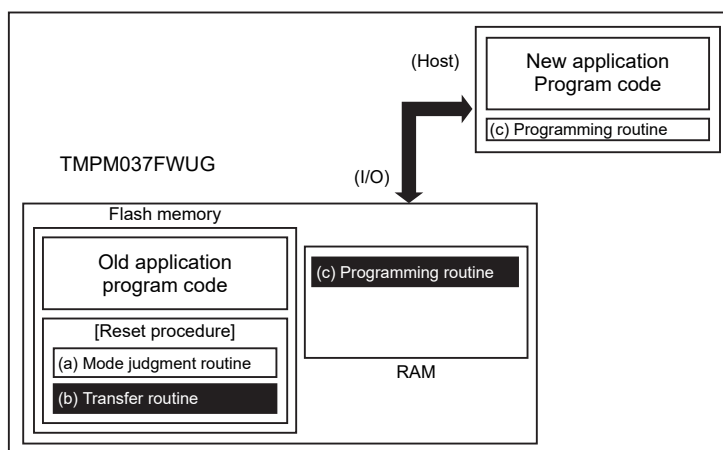 (Host)
New application
Program code
(c) Programming routine
TMPM037FWUG
(I/O)
Flash memory
Old application
program code
[Reset procedure]
(a) Mode judgment routine
(b) Transfer routine
(c) Programming routine
RAM